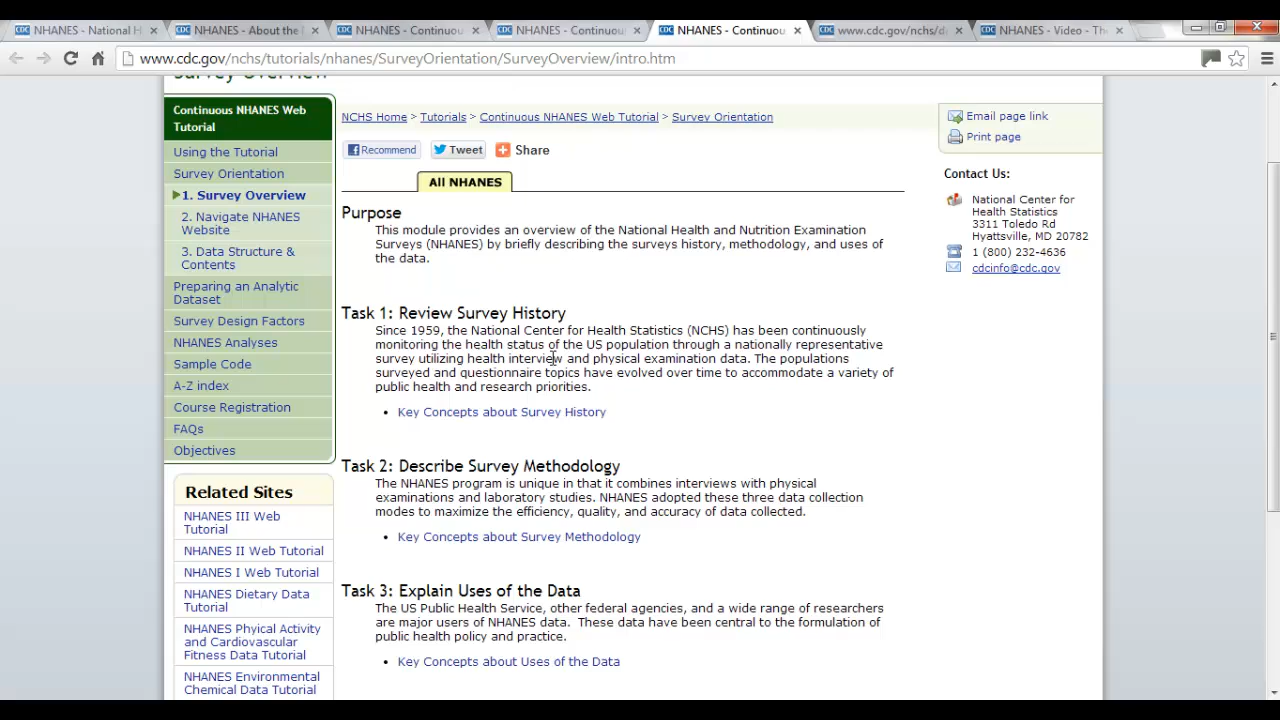 NHANES - National H
NHANES - About the
NHANES - Continuou
NHANES - Continuou
NHANES - Continuou
www.cdc.gov/nchs/d
NHANES - Video - The
www.cdc.gov/nchs/tutorials/nhanes/SurveyOrientation/SurveyOverview/intro.htm
Survey Overview
Continuous NHANES Web
Tutorial
Using the Tutorial
Survey Orientation
1. Survey Overview
2. Navigate NHANES
Website
3. Data Structure &
Contents
Preparing an Analytic
Dataset
Survey Design Factors
NHANES Analyses
Sample Code
A-Z index
Course Registration
FAQs
Objectives
Related Sites
NHANES III Web
Tutorial
NHANES II Web Tutorial
NHANES I Web Tutorial
NHANES Dietary Data
Tutorial
NHANES Phyical Activity
and Cardiovascular
Fitness Data Tutorial
NHANES Environmental
Chemical Data Tutorial
NCHS Home > Tutorials > Continuous NHANES Web Tutorial > Survey Orientation
Recommend Tweet Share
All NHANES
Purpose
This module provides an overview of the National Health and Nutrition Examination
Surveys (NHANES) by briefly describing the surveys history, methodology, and uses of
the data.
Task 1: Review Survey History
Since 1959, the National Center for Health Statistics (NCHS) has been continuously
monitoring the health status of the US population through a nationally representative
survey utilizing health interview and physical examination data. The populations
surveyed and questionnaire topics have evolved over time to accommodate a variety of
public health and research priorities.
• Key Concepts about Survey History
Task 2: Describe Survey Methodology
The NHANES program is unique in that it combines interviews with physical
examinations and laboratory studies. NHANES adopted these three data collection
modes to maximize the efficiency, quality, and accuracy of data collected.
• Key Concepts about Survey Methodology
Task 3: Explain Uses of the Data
The US Public Health Service, other federal agencies, and a wide range of researchers
are major users of NHANES data. These data have been central to the formulation of
public health policy and practice.
• Key Concepts about Uses of the Data
Email page link
Print page
Contact Us:
National Center for
Health Statistics
3311 Toledo Rd
Hyattsville, MD 20782
1 (800) 232-4636
cdcinfo@cdc.gov